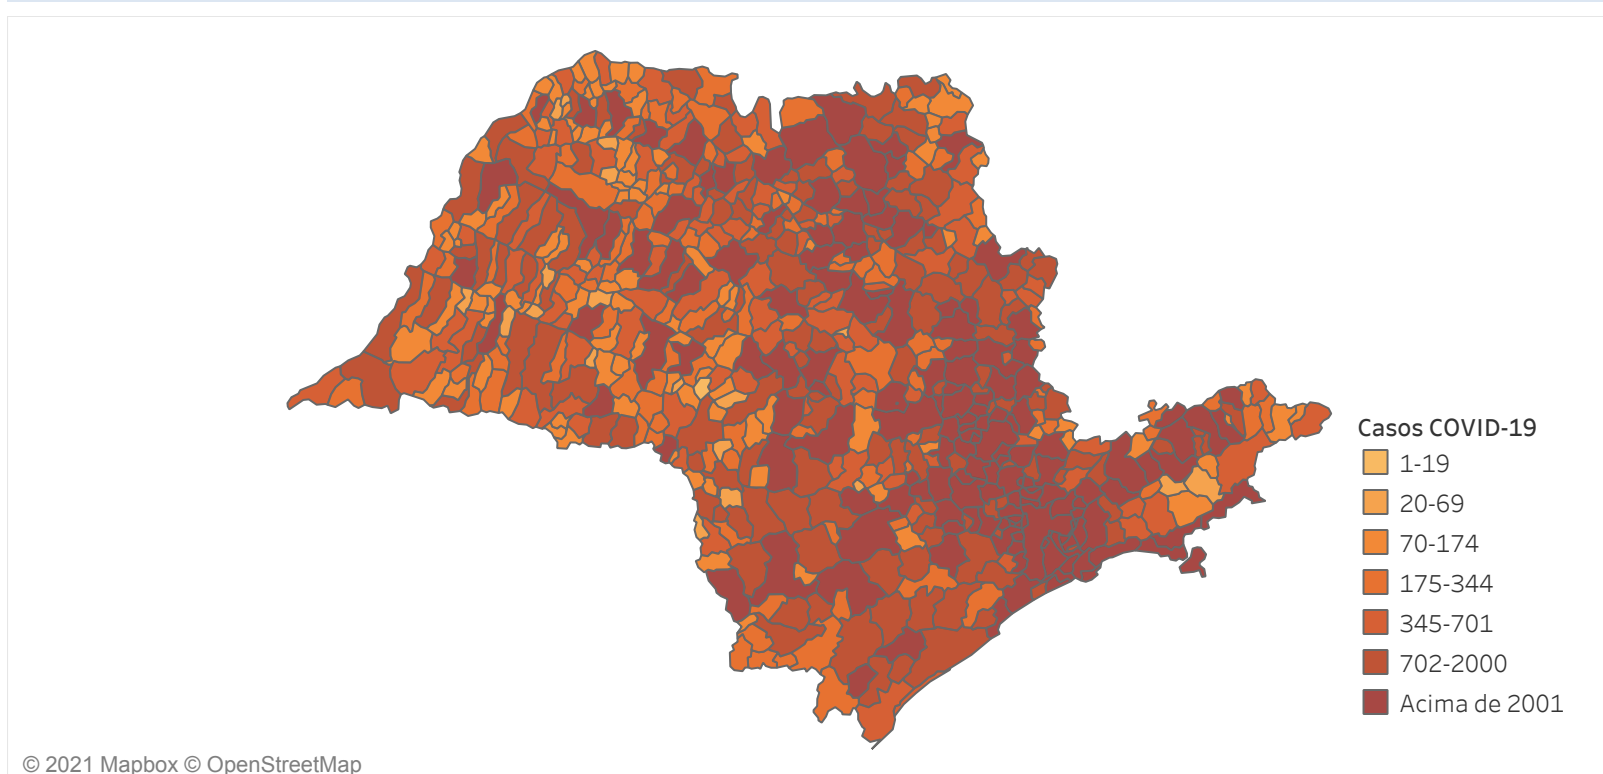 Casos COVID-19
1-19
20-69
70-174
175-344
345-701
702-2000
Acima de 2001
© 2021 Mapbox © OpenStreetMap